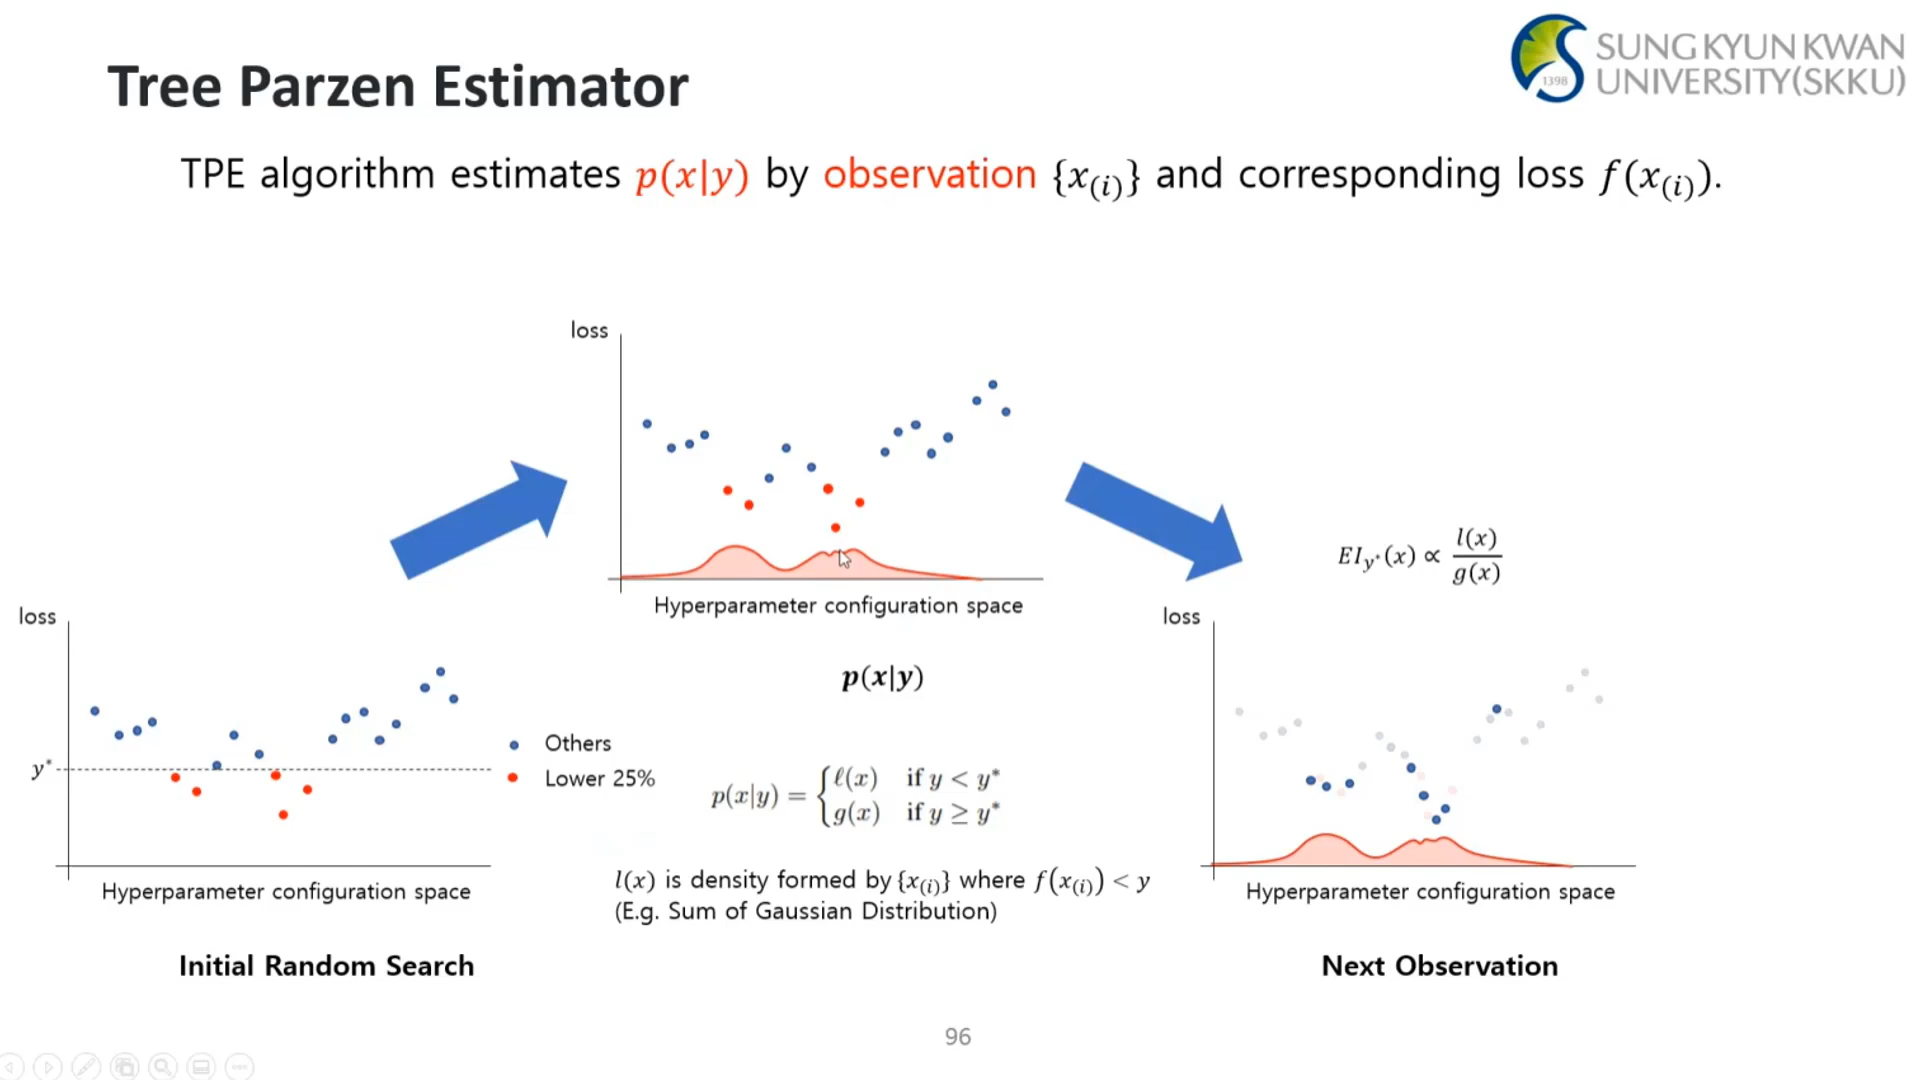 Tree Parzen Estimator
SUNG KYUN KWAN
UNIVERSITY(SKKU)
1398
TPE algorithm estimates p(x|y) by observation {x(i)} and corresponding loss f(x(i)).
loss
Hyperparameter configuration space
p(x|y)
p(x|y) = { ℓ(x) if y < y*
g(x) if y ≥ y*
l(x) is density formed by {x(i)} where f(x(i)) < y
(E.g. Sum of Gaussian Distribution)
loss
y*
Others
Lower 25%
Hyperparameter configuration space
Initial Random Search
EIy*(x) ∝ l(x)/g(x)
loss
Hyperparameter configuration space
Next Observation
96